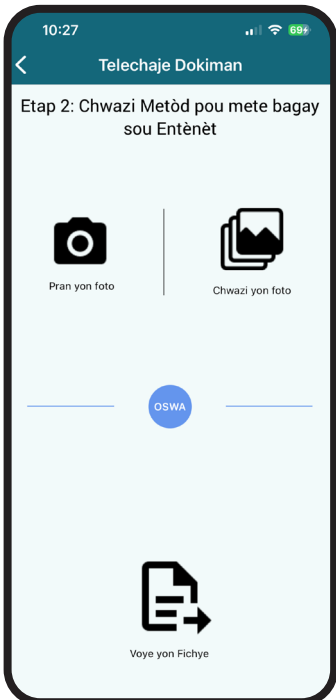 10:27
69
Telechaje Dokiman
Etap 2: Chwazi Metòd pou mete bagay
sou Entènèt
Pran yon foto
Chwazi yon foto
OSWA
Voye yon Fichye